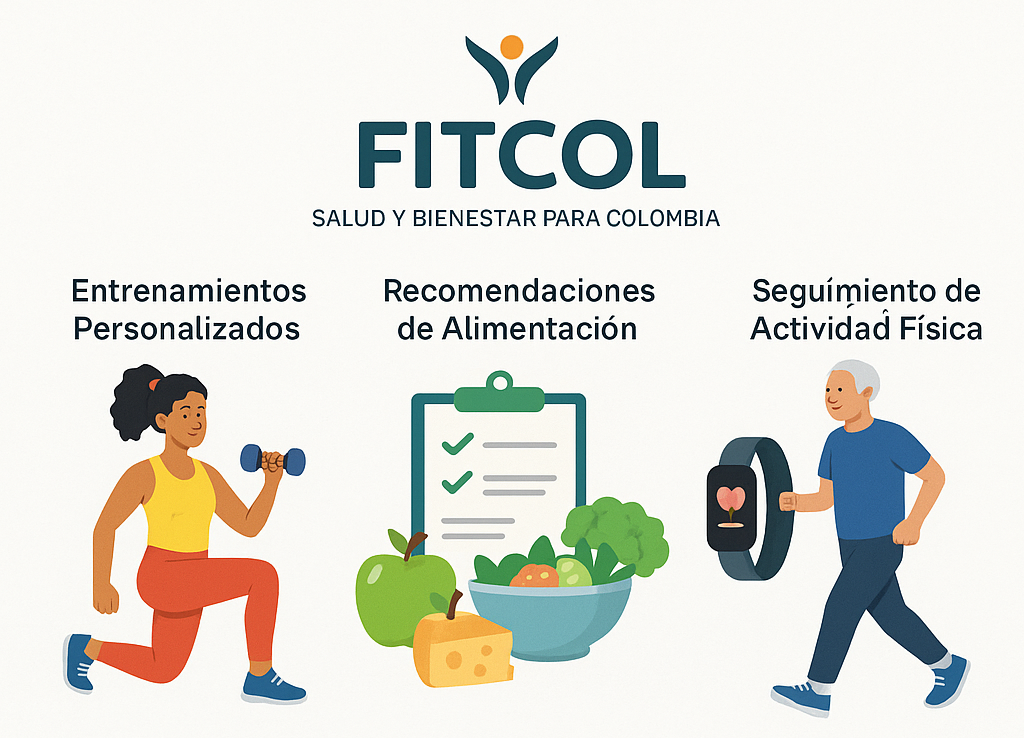 FITCOL
SALUD Y BIENESTAR PARA COLOMBIA
Entrenamientos
Personalizados
Recomendaciones
de Alimentación
Seguímiento de
Actividad Física